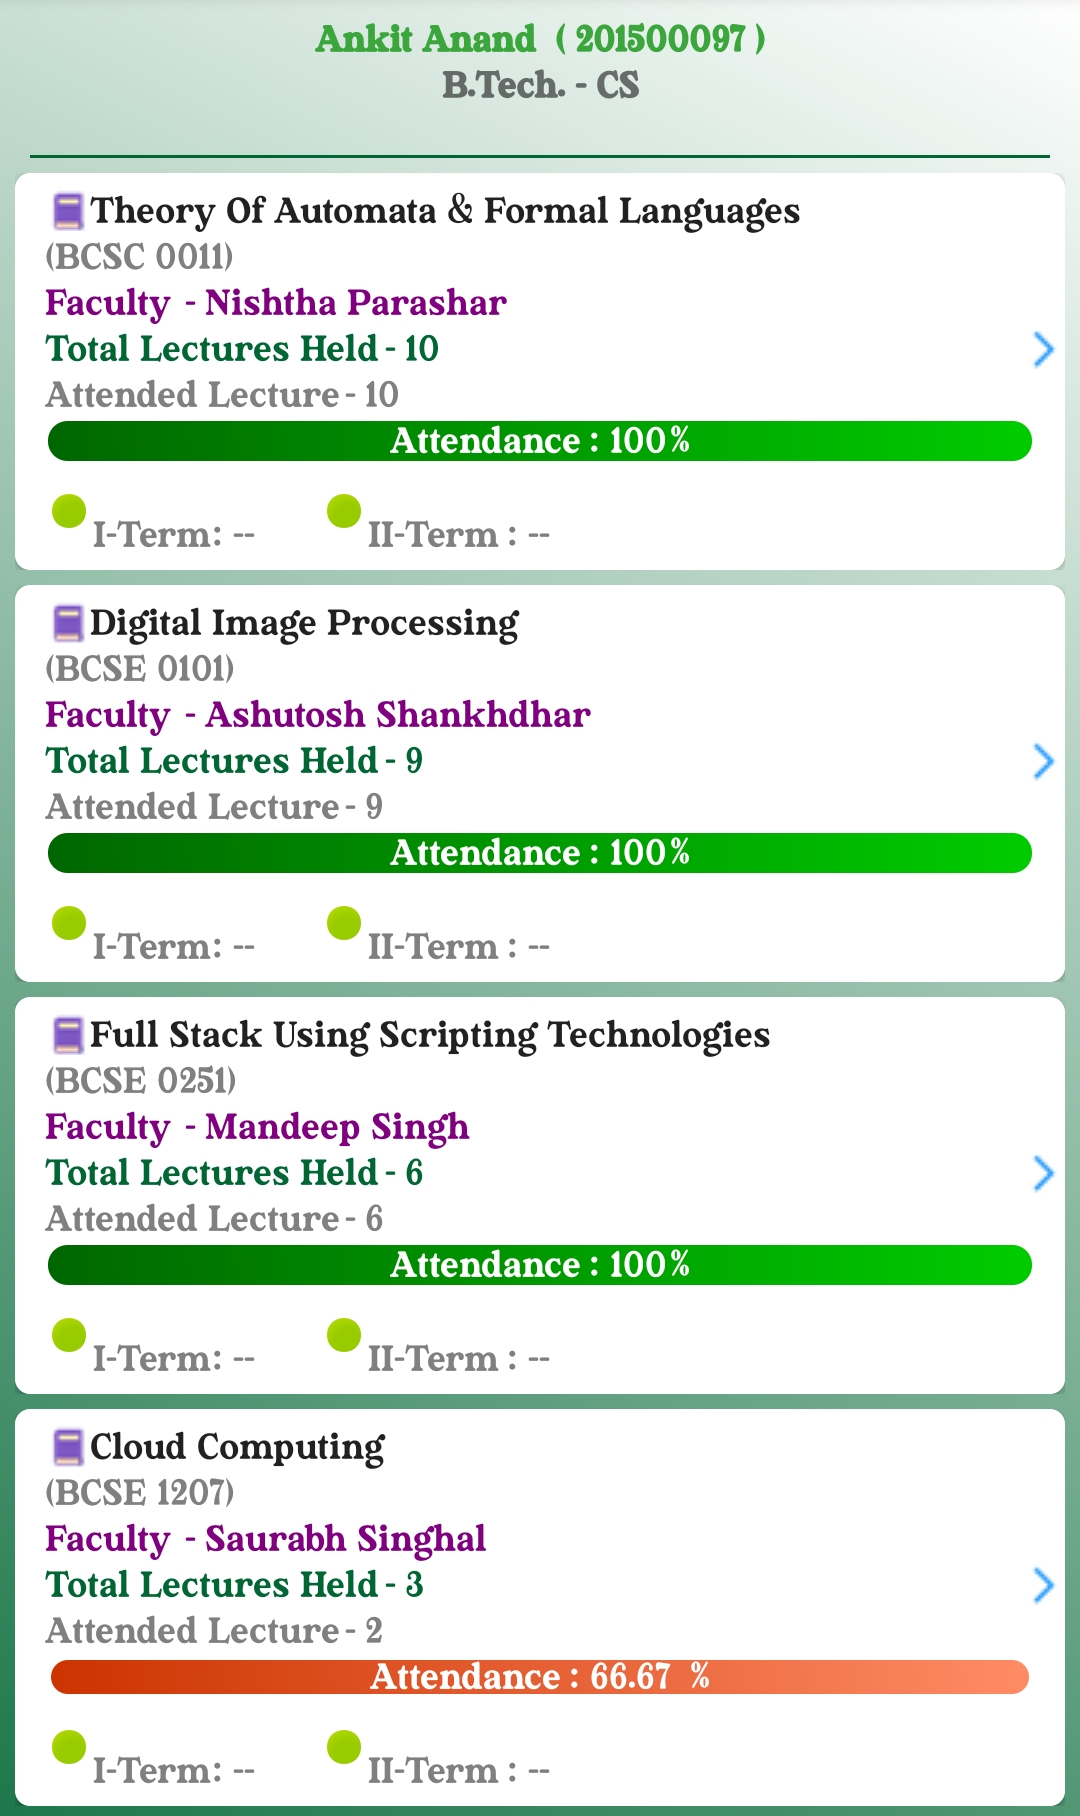 Ankit Anand ( 201500097 )
B.Tech. - CS
Theory Of Automata & Formal Languages
(BCSC 0011)
Faculty - Nishtha Parashar
Total Lectures Held - 10
Attended Lecture - 10
Attendance : 100%
I-Term: -- II-Term : --
Digital Image Processing
(BCSE 0101)
Faculty - Ashutosh Shankhdhar
Total Lectures Held - 9
Attended Lecture - 9
Attendance : 100%
I-Term: -- II-Term : --
Full Stack Using Scripting Technologies
(BCSE 0251)
Faculty - Mandeep Singh
Total Lectures Held - 6
Attended Lecture - 6
Attendance : 100%
I-Term: -- II-Term : --
Cloud Computing
(BCSE 1207)
Faculty - Saurabh Singhal
Total Lectures Held - 3
Attended Lecture - 2
Attendance : 66.67 %
I-Term: -- II-Term : --